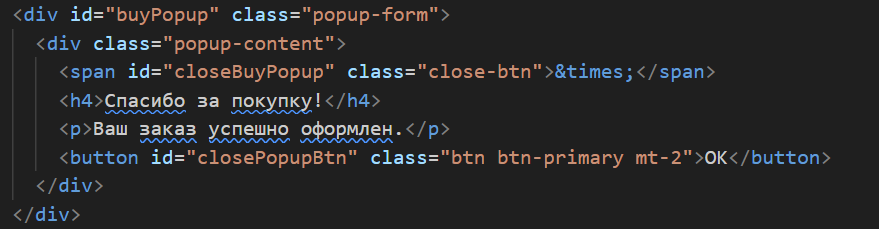 <div id="buyPopup" class="popup-form">
<div class="popup-content">
<span id="closeBuyPopup" class="close-btn">&times;</span>
<h4>Спасибо за покупку!</h4>
<p>Ваш заказ успешно оформлен.</p>
<button id="closePopupBtn" class="btn btn-primary mt-2">OK</button>
</div>
</div>